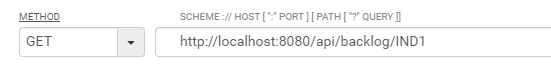 METHOD SCHEME :// HOST [ ":" PORT ] [ PATH [ "?" QUERY ]]
GET http://localhost:8080/api/backlog/IND1